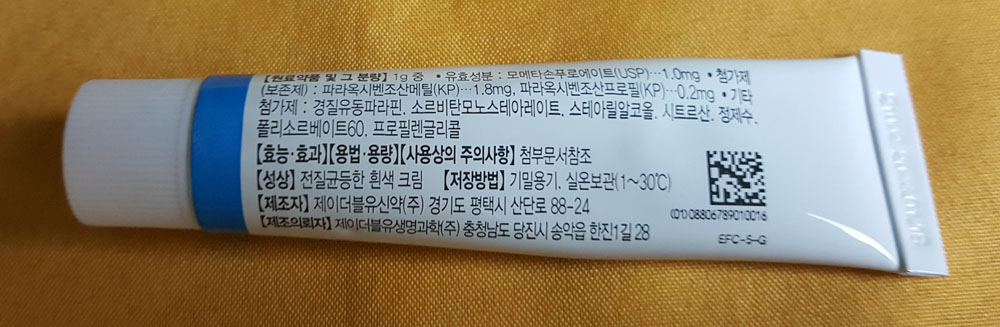 【원료약품 및 그 분량】 1g 중 • 유효성분 : 모메타손푸로에이트(USP)…1.0mg • 첨가제
(보존제) : 파라옥시벤조산메틸(KP)…1.8mg, 파라옥시벤조산프로필(KP)…0.2mg • 기타
첨가제 : 경질유동파라핀, 소르비탄모노스테아레이트, 스테아릴알코올, 시트르산, 정제수,
폴리소르베이트60, 프로필렌글리콜
【효능·효과】【용법·용량】【사용상의 주의사항】 첨부문서참조
【성상】 전질균등한 흰색 크림 【저장방법】 기밀용기, 실온보관(1~30℃)
【제조자】 제이더블유신약(주) 경기도 평택시 산단로 88-24
【제조의뢰자】 제이더블유생명과학(주) 충청남도 당진시 송악읍 한진1길 28
(01)08806789010016
EFC-5-G